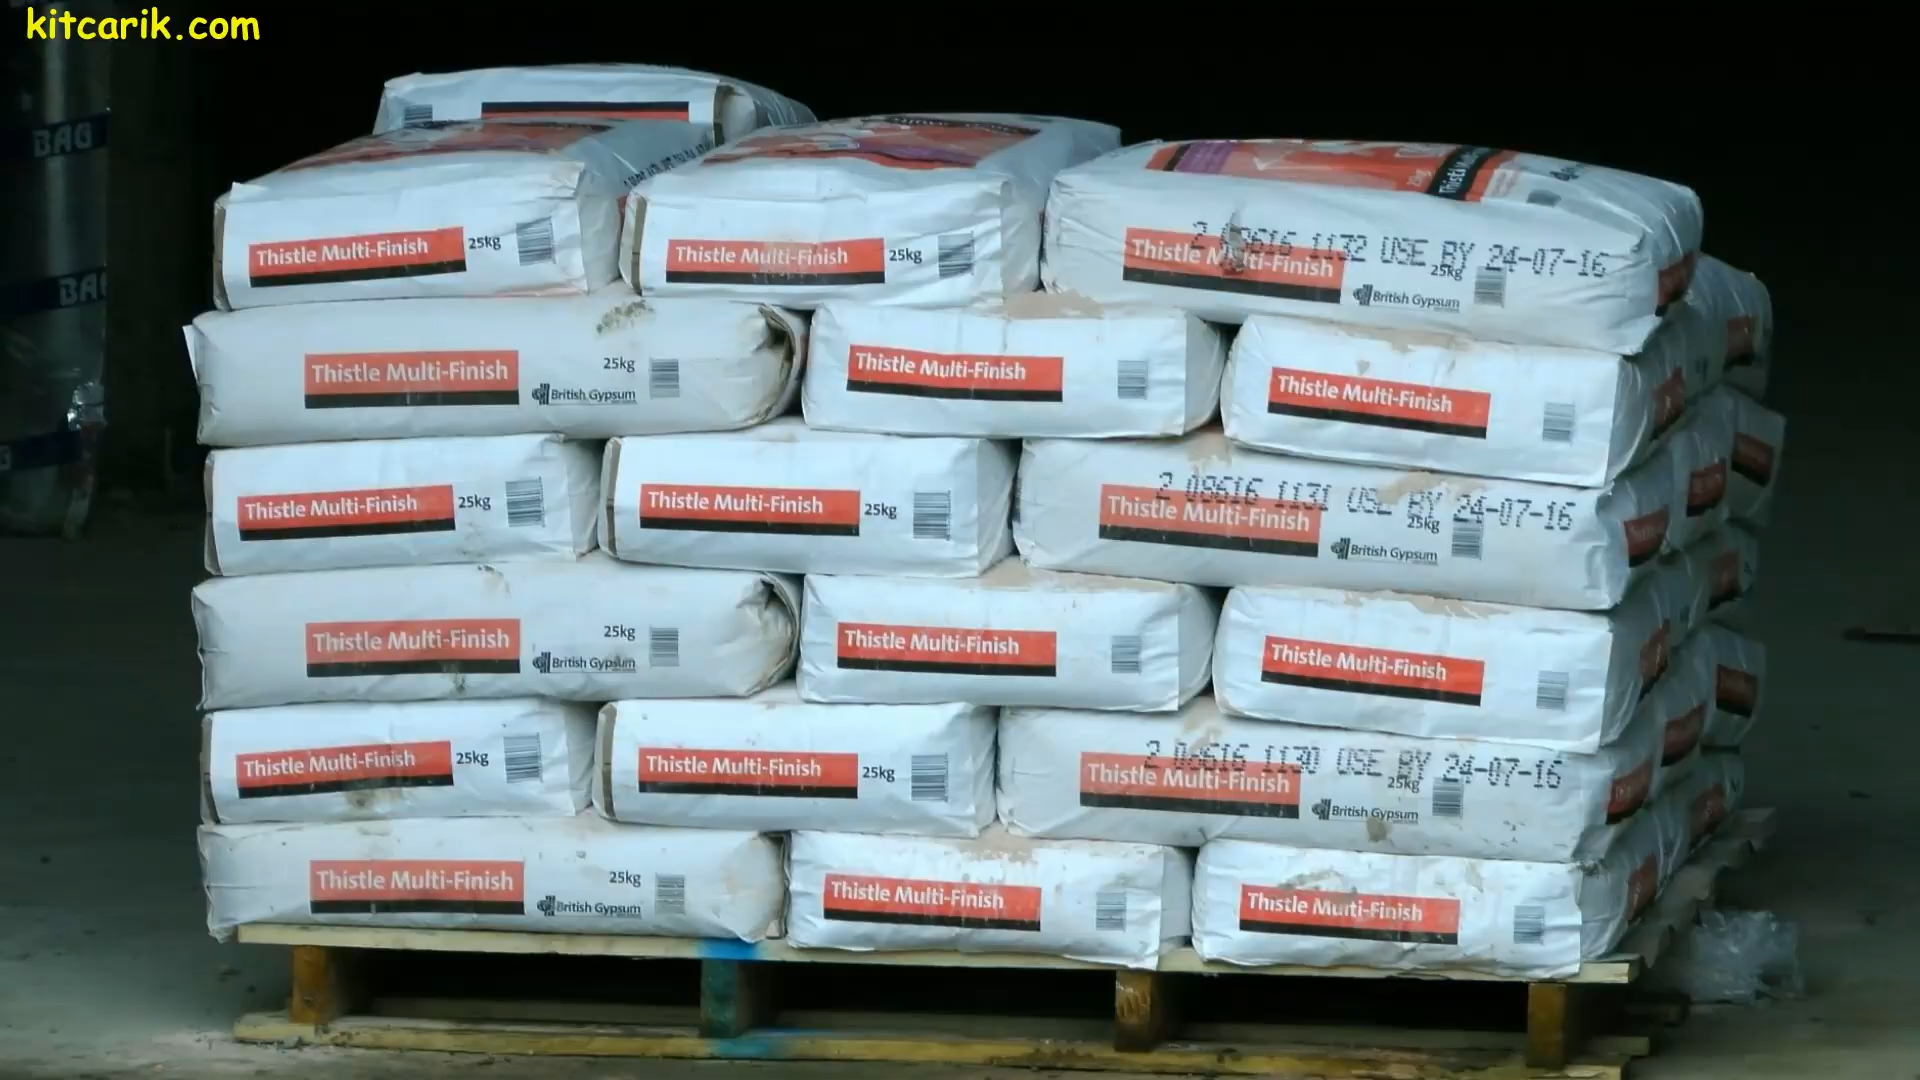 kitcarik.com
BAG
BAG
Thistle Multi-Finish 25kg
Thistle Multi-Finish 25kg
2 09616 1132 USE BY 24-07-16
Thistle Multi-Finish 25kg
British Gypsum
Thistle Multi-Finish 25kg
British Gypsum
Thistle Multi-Finish
Thistle Multi-Finish
Thistle Multi-Finish 25kg
Thistle Multi-Finish 25kg
2 09616 1131 USE BY 24-07-16
Thistle Multi-Finish 25kg
British Gypsum
Thistle Multi-Finish 25kg
British Gypsum
Thistle Multi-Finish
Thistle Multi-Finish
Thistle Multi-Finish 25kg
Thistle Multi-Finish 25kg
2 09616 1130 USE BY 24-07-16
Thistle Multi-Finish 25kg
British Gypsum
Thistle Multi-Finish 25kg
British Gypsum
Thistle Multi-Finish
Thistle Multi-Finish